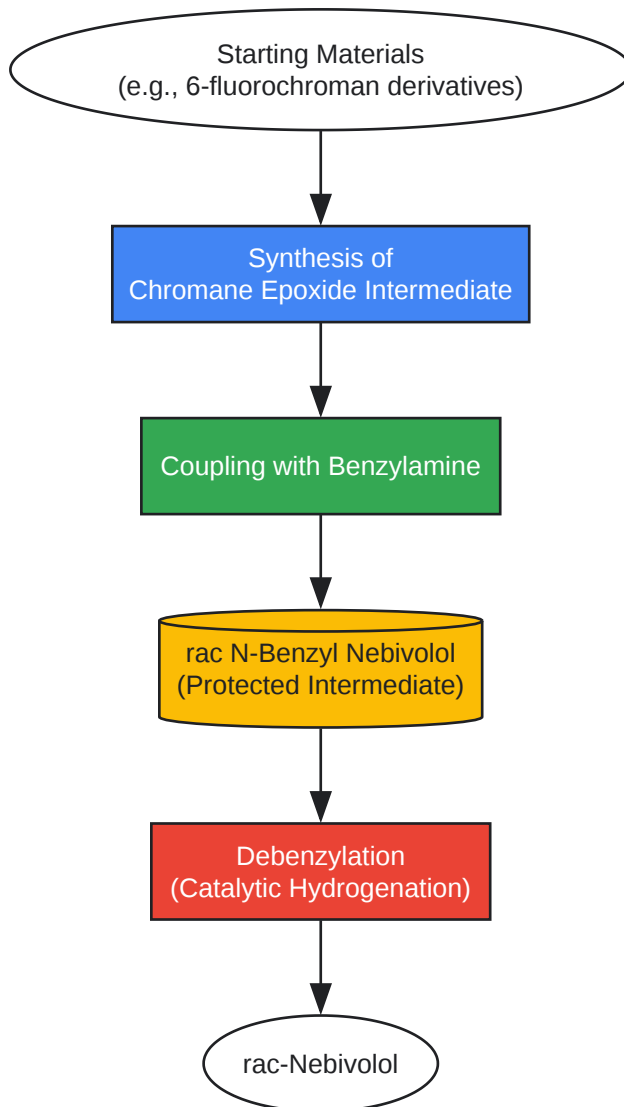 Starting Materials
(e.g., 6-fluorochroman derivatives)
Synthesis of
Chromane Epoxide Intermediate
Coupling with Benzylamine
rac N-Benzyl Nebivolol
(Protected Intermediate)
Debenzylation
(Catalytic Hydrogenation)
rac-Nebivolol